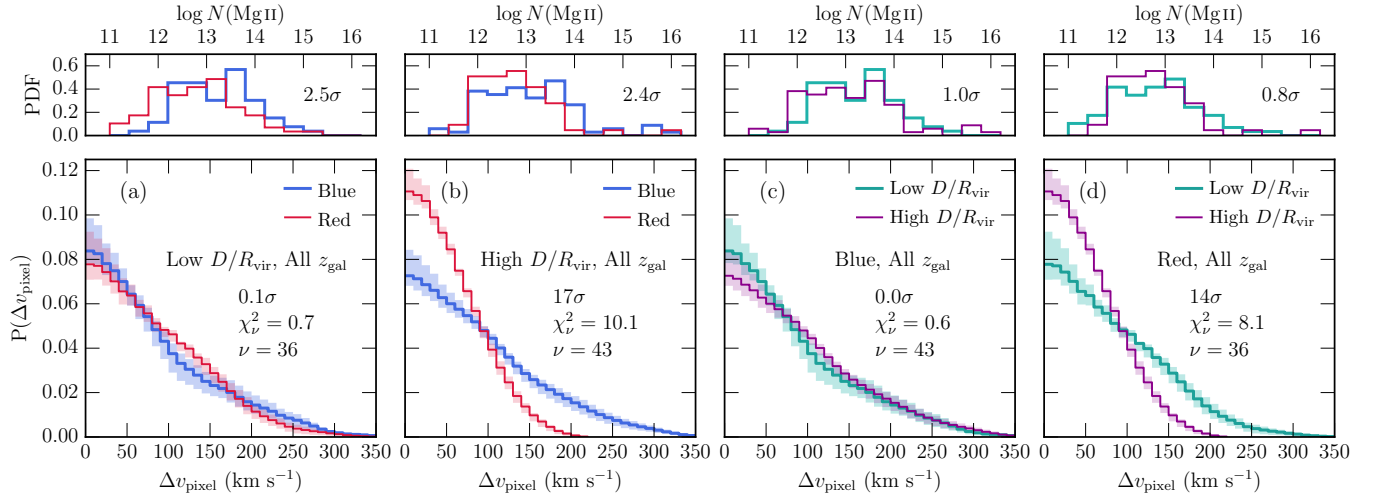 log N(Mg II) log N(Mg II) log N(Mg II) log N(Mg II)
11 12 13 14 15 16 11 12 13 14 15 16 11 12 13 14 15 16 11 12 13 14 15 16
PDF
0.6
0.4
0.2
0.0
2.5σ 2.4σ 1.0σ 0.8σ
P(Δv_pixel)
0.12
0.10
0.08
0.06
0.04
0.02
0.00
(a)
Blue
Red
Low D/R_vir, All z_gal
0.1σ
χ²_ν = 0.7
ν = 36
(b)
Blue
Red
High D/R_vir, All z_gal
17σ
χ²_ν = 10.1
ν = 43
(c)
Low D/R_vir
High D/R_vir
Blue, All z_gal
0.0σ
χ²_ν = 0.6
ν = 43
(d)
Low D/R_vir
High D/R_vir
Red, All z_gal
14σ
χ²_ν = 8.1
ν = 36
0 50 100 150 200 250 300 350 0 50 100 150 200 250 300 350 0 50 100 150 200 250 300 350 0 50 100 150 200 250 300 350
Δv_pixel (km s⁻¹) Δv_pixel (km s⁻¹) Δv_pixel (km s⁻¹) Δv_pixel (km s⁻¹)